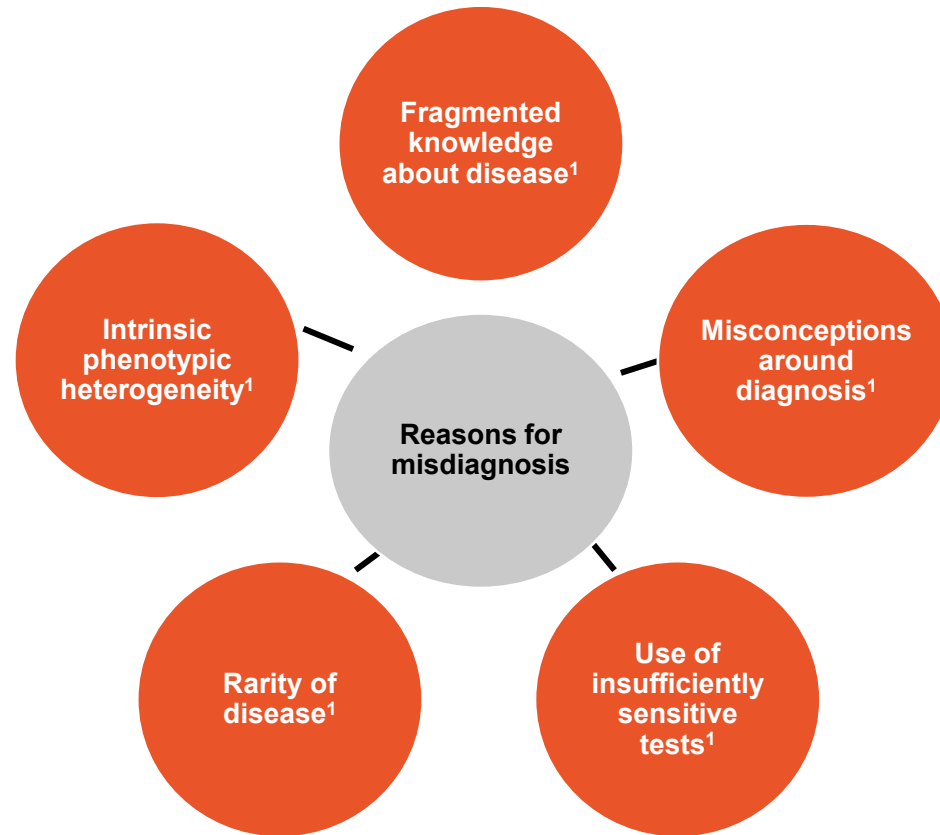 Fragmented
knowledge
about disease¹
Intrinsic
phenotypic
heterogeneity¹
Misconceptions
around
diagnosis¹
Reasons for
misdiagnosis
Rarity of
disease¹
Use of
insufficiently
sensitive
tests¹